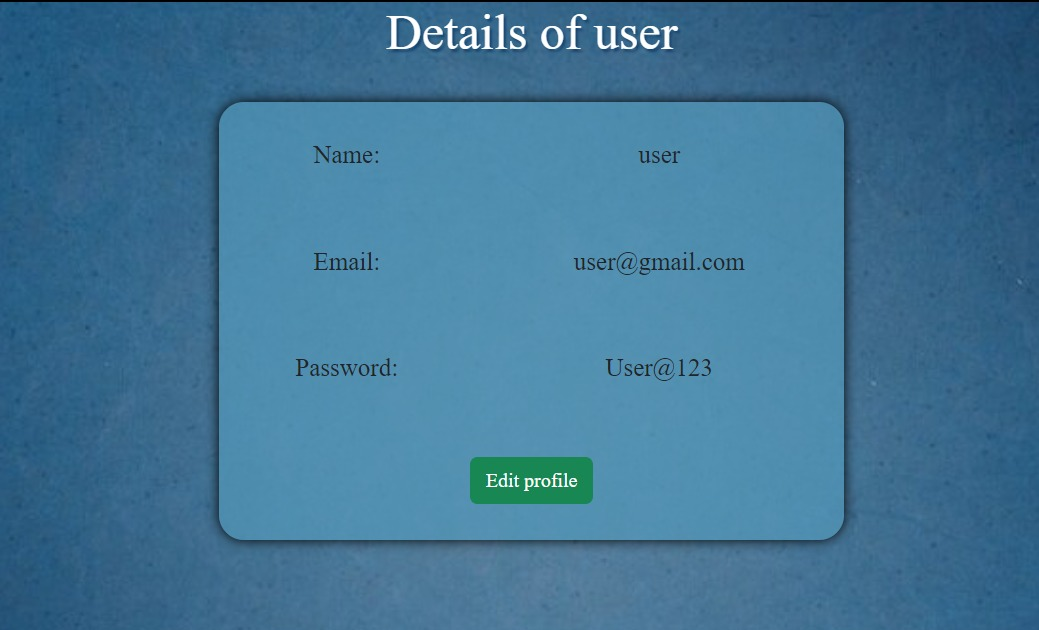 Details of user
Name: user
Email: user@gmail.com
Password: User@123
Edit profile